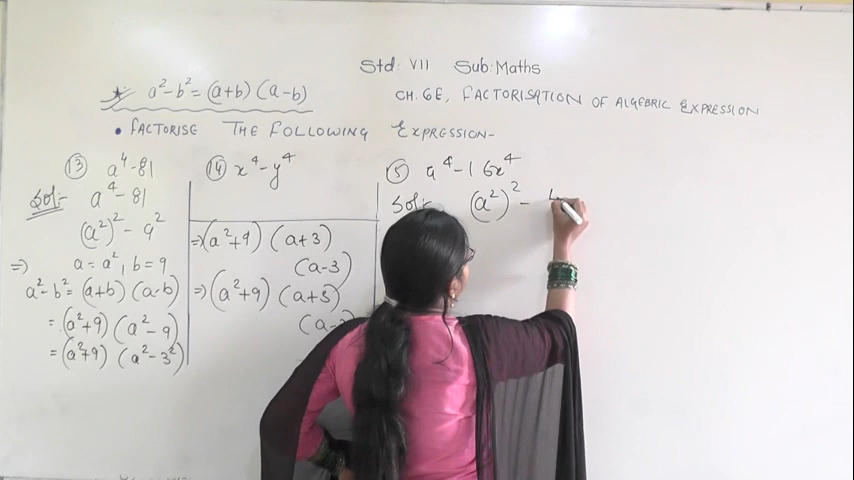 Std: VII Sub: Maths
★ a²-b² = (a+b) (a-b)
CH. 6E, FACTORISATION OF ALGEBRIC EXPRESSION
• FACTORISE THE FOLLOWING EXPRESSION-
⑬ a⁴-81
Sol:- a⁴-81
(a²)² - 9²
⇒) a = a², b = 9
a²-b² = (a+b) (a-b)
= (a²+9) (a²-9)
= (a²+9) (a²-3²)
⑭ x⁴-y⁴
⇒(a²+9) (a+3)
(a-3)
⇒) (a²+9) (a+3)
(a-3)
⑮ a⁴-16x⁴
Sol:- (a²)² -